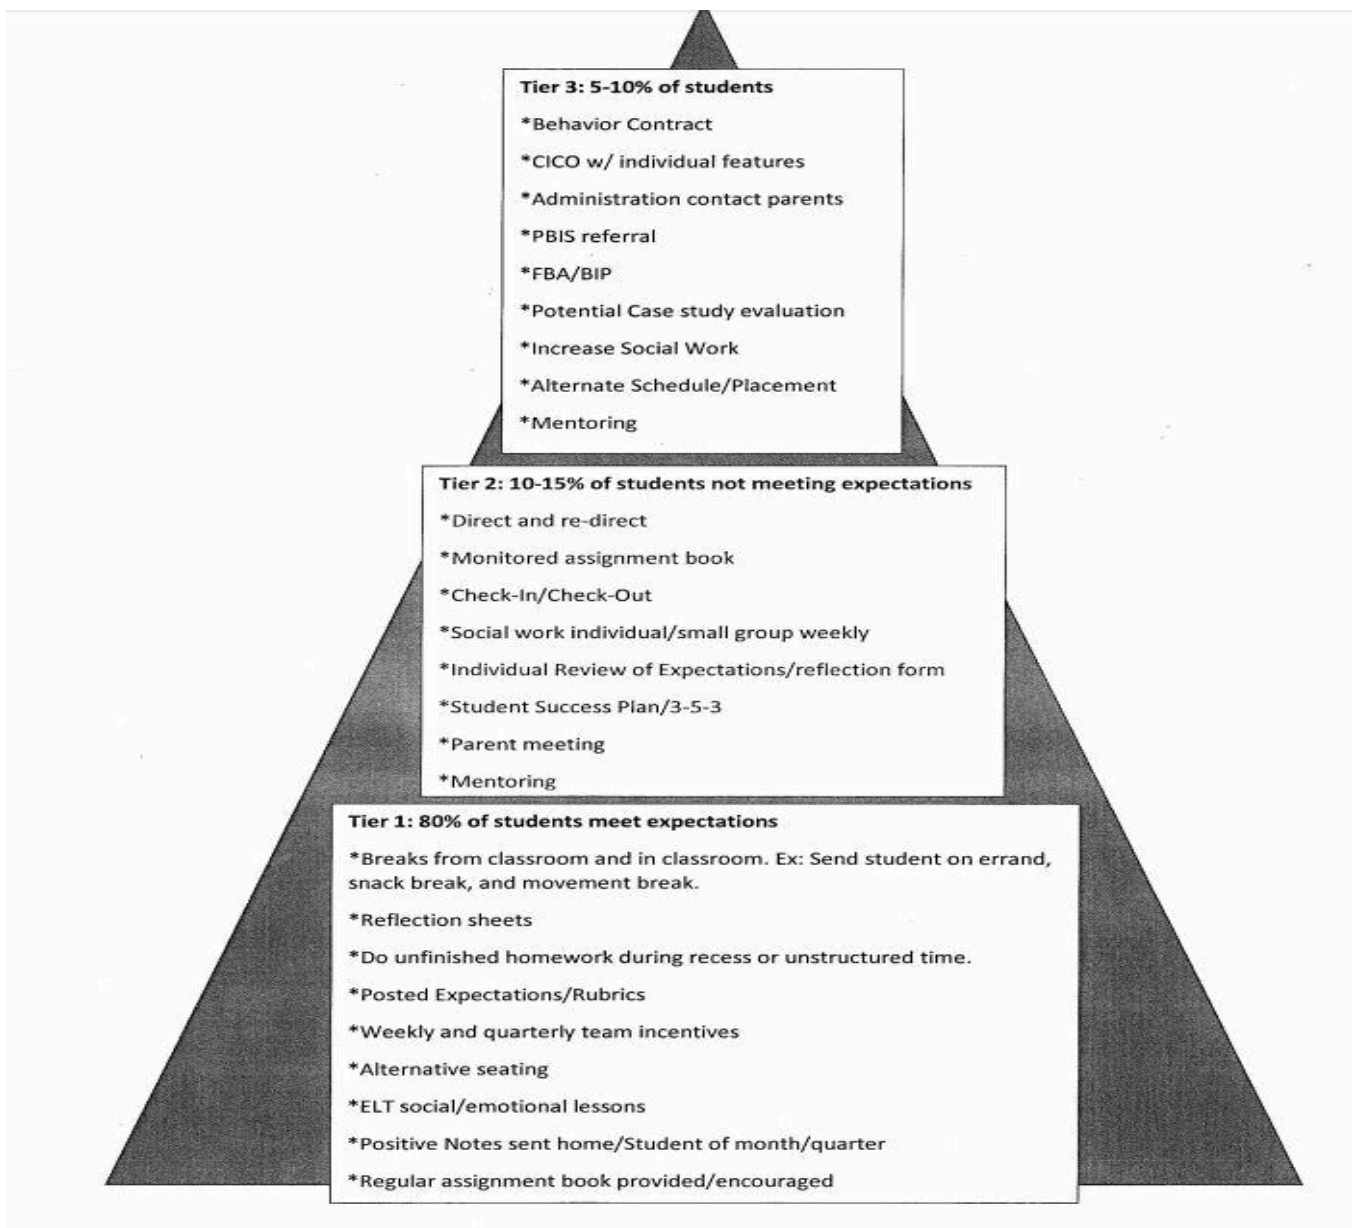 Tier 3: 5-10% of students
*Behavior Contract
*CICO w/ individual features
*Administration contact parents
*PBIS referral
*FBA/BIP
*Potential Case study evaluation
*Increase Social Work
*Alternate Schedule/Placement
*Mentoring
Tier 2: 10-15% of students not meeting expectations
*Direct and re-direct
*Monitored assignment book
*Check-In/Check-Out
*Social work individual/small group weekly
*Individual Review of Expectations/reflection form
*Student Success Plan/3-5-3
*Parent meeting
*Mentoring
Tier 1: 80% of students meet expectations
*Breaks from classroom and in classroom. Ex: Send student on errand,
snack break, and movement break.
*Reflection sheets
*Do unfinished homework during recess or unstructured time.
*Posted Expectations/Rubrics
*Weekly and quarterly team incentives
*Alternative seating
*ELT social/emotional lessons
*Positive Notes sent home/Student of month/quarter
*Regular assignment book provided/encouraged